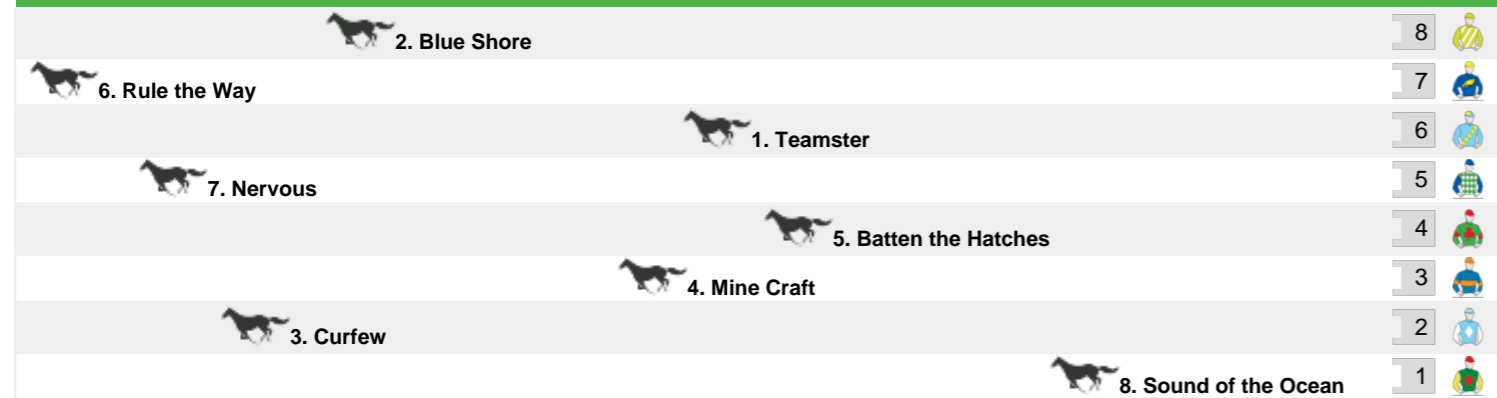 2. Blue Shore 8
6. Rule the Way 7
1. Teamster 6
7. Nervous 5
5. Batten the Hatches 4
4. Mine Craft 3
3. Curfew 2
8. Sound of the Ocean 1